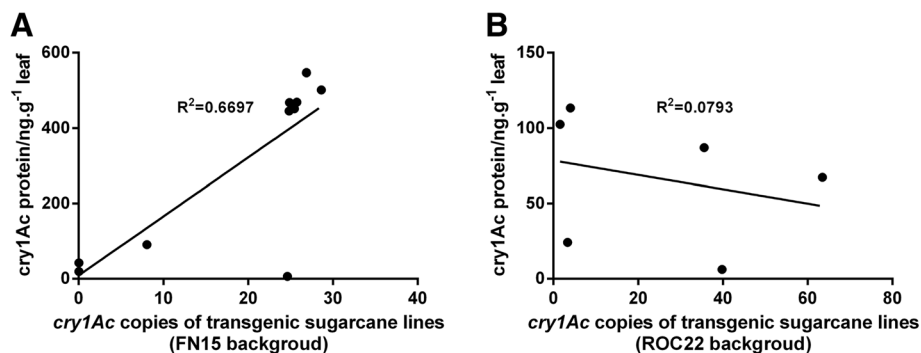 A
cry1Ac protein/ng.g⁻¹ leaf
600
400
200
0
R²=0.6697
0 10 20 30 40
cry1Ac copies of transgenic sugarcane lines
(FN15 backgroud)
B
cry1Ac protein/ng.g⁻¹ leaf
150
100
50
0
R²=0.0793
0 20 40 60 80
cry1Ac copies of transgenic sugarcane lines
(ROC22 backgroud)